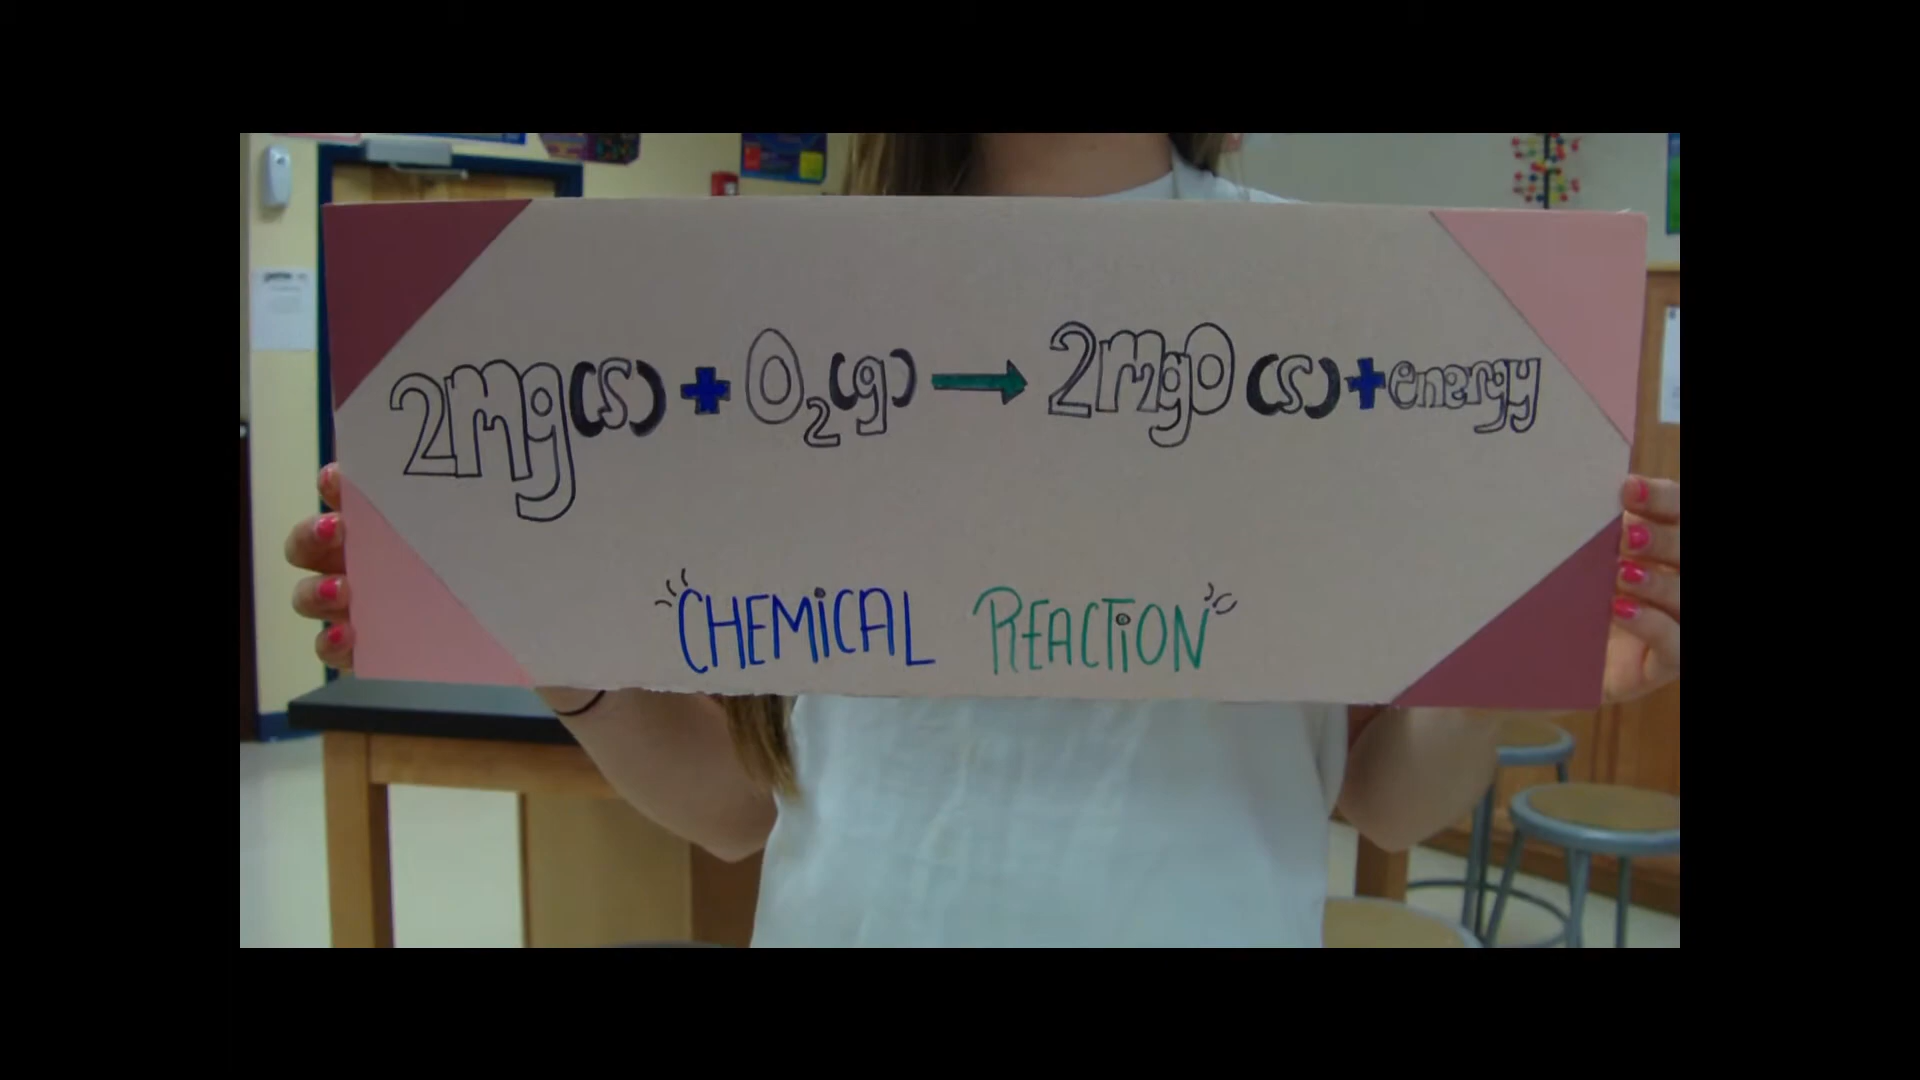 2Mg(s) + O₂(g) → 2MgO(s) + energy
CHEMiCAL REACTiON